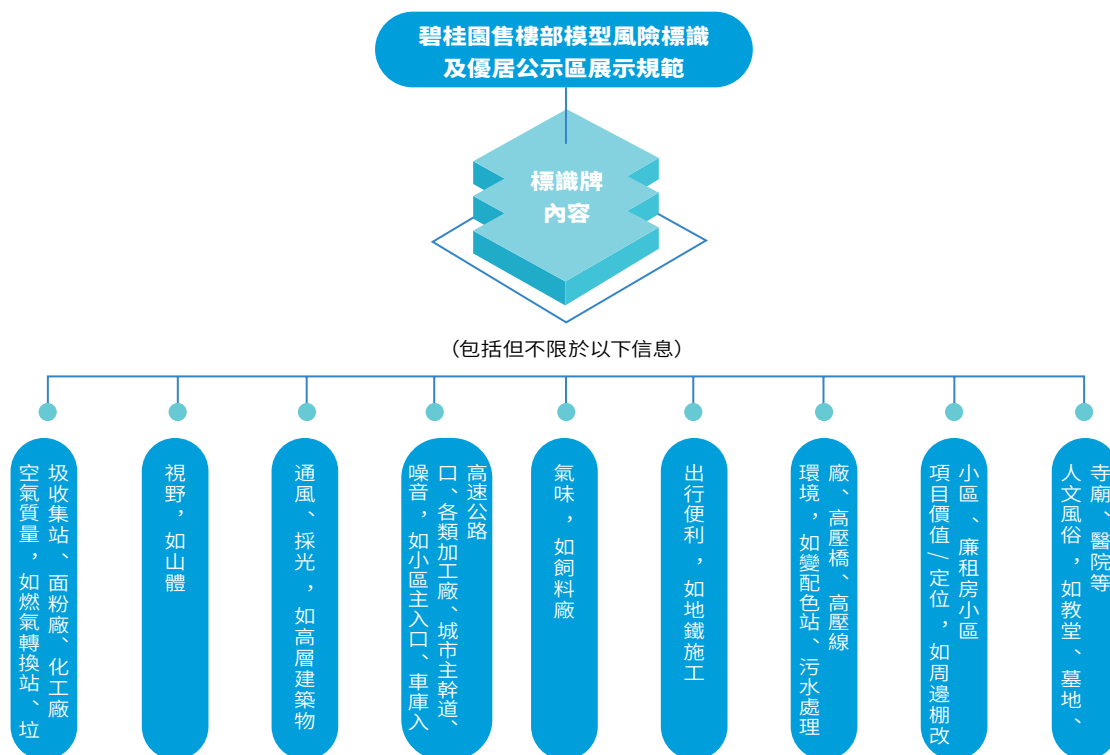 碧桂園售樓部模型風險標識
及優居公示區展示規範
標識牌
內容
（包括但不限於以下信息）
空氣質量，如燃氣轉換站、垃
圾收集站、面粉廠、化工廠
視野，如山體
通風、採光，如高層建築物
噪音，如小區主入口、車庫入
口、各類加工廠、城市主幹道、
高速公路
氣味，如飼料廠
出行便利，如地鐵施工
環境，如變配色站、污水處理
廠、高壓橋、高壓線
項目價值/定位，如周邊棚改
小區、廉租房小區
人文風俗，如教堂、墓地、
寺廟、醫院等